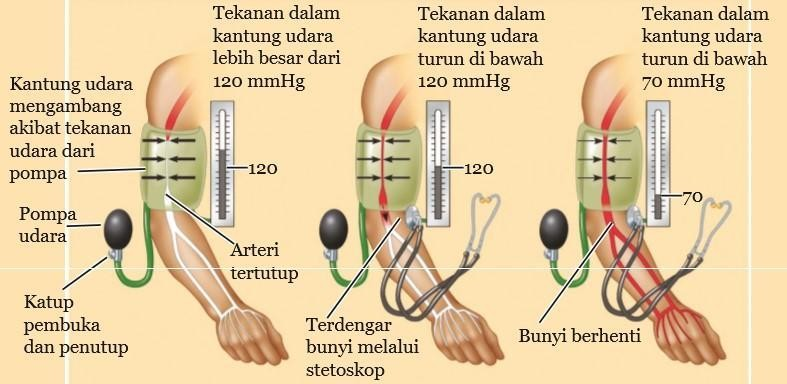 Tekanan dalam
kantung udara
lebih besar dari
120 mmHg
Tekanan dalam
kantung udara
turun di bawah
120 mmHg
Tekanan dalam
kantung udara
turun di bawah
70 mmHg
Kantung udara
mengambang
akibat tekanan
udara dari
pompa
120
120
70
Pompa
udara
Arteri
tertutup
Katup
pembuka
dan penutup
Terdengar
bunyi melalui
stetoskop
Bunyi berhenti